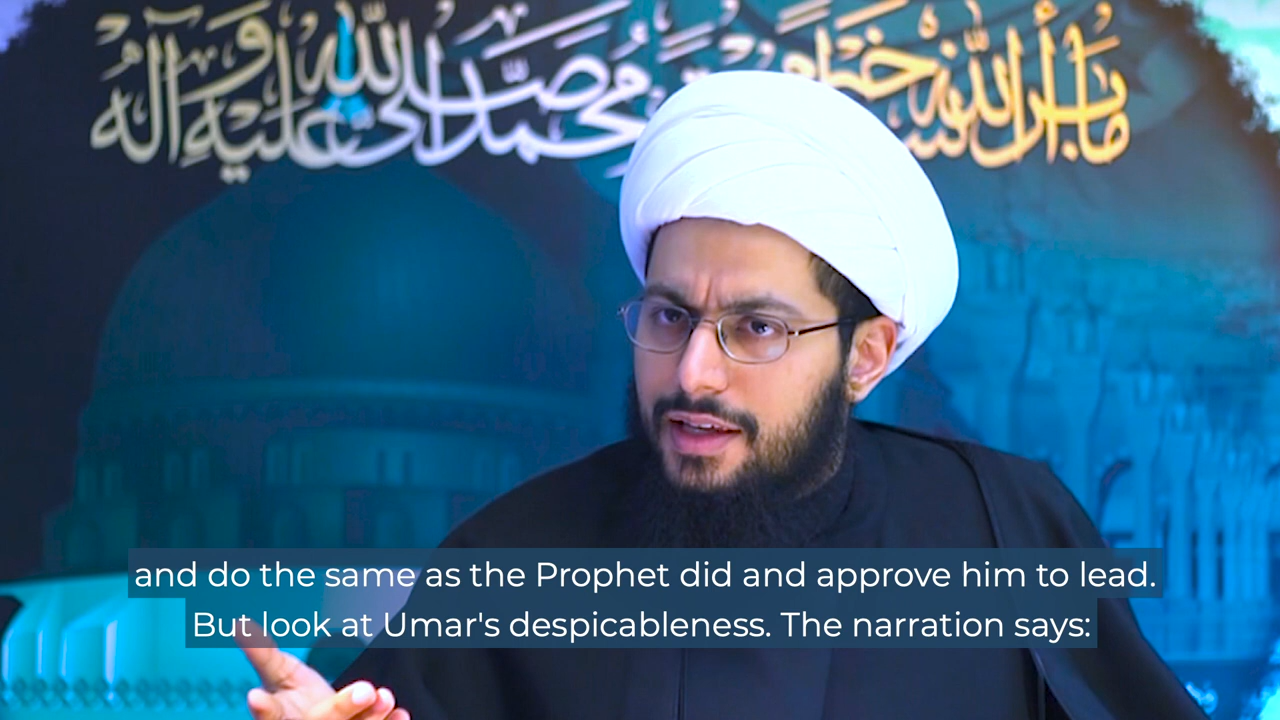 محمد صلى الله عليه وآله
and do the same as the Prophet did and approve him to lead.
But look at Umar's despicableness. The narration says: